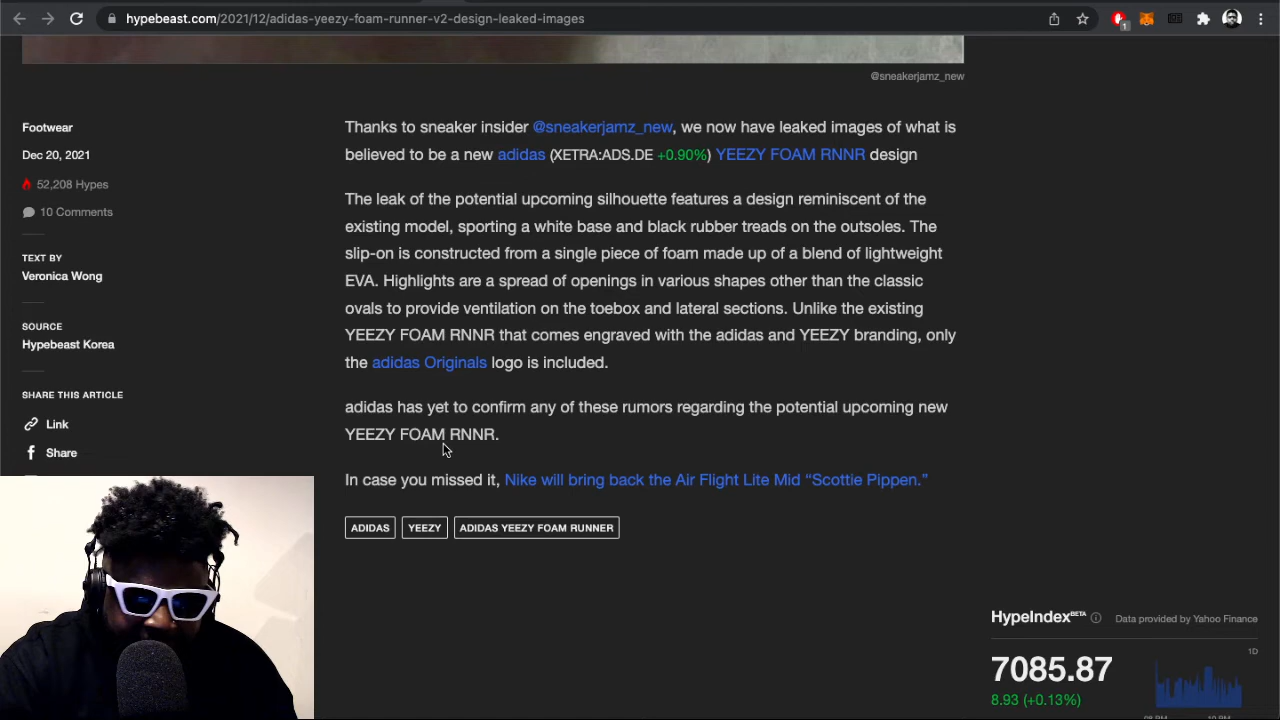 hypebeast.com/2021/12/adidas-yeezy-foam-runner-v2-design-leaked-images
1
@sneakerjamz_new
Footwear
Dec 20, 2021
52,208 Hypes
10 Comments
TEXT BY
Veronica Wong
SOURCE
Hypebeast Korea
SHARE THIS ARTICLE
Link
Share
Thanks to sneaker insider @sneakerjamz_new, we now have leaked images of what is
believed to be a new adidas (XETRA:ADS.DE +0.90%) YEEZY FOAM RNNR design
The leak of the potential upcoming silhouette features a design reminiscent of the
existing model, sporting a white base and black rubber treads on the outsoles. The
slip-on is constructed from a single piece of foam made up of a blend of lightweight
EVA. Highlights are a spread of openings in various shapes other than the classic
ovals to provide ventilation on the toebox and lateral sections. Unlike the existing
YEEZY FOAM RNNR that comes engraved with the adidas and YEEZY branding, only
the adidas Originals logo is included.
adidas has yet to confirm any of these rumors regarding the potential upcoming new
YEEZY FOAM RNNR.
In case you missed it, Nike will bring back the Air Flight Lite Mid “Scottie Pippen.”
ADIDAS YEEZY ADIDAS YEEZY FOAM RUNNER
HypeIndex BETA Data provided by Yahoo Finance
1D
7085.87
8.93 (+0.13%)